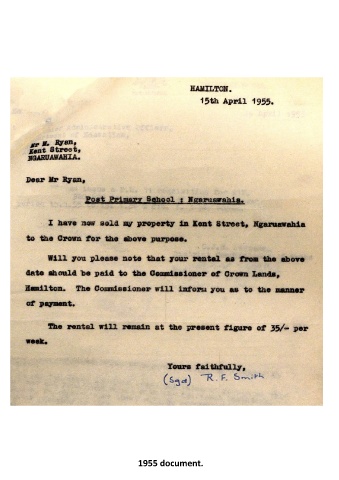 HAMILTON.
15th April 1955.
Mr M. Ryan,
Kent Street,
NGARUAWAHIA.
Dear Mr Ryan,
Post Primary School : Ngaruawahia.
I have now sold my property in Kent Street, Ngaruawahia
to the Crown for the above purpose.
Will you please note that your rental as from the above
date should be paid to the Commissioner of Crown Lands,
Hamilton. The Commissioner will inform you as to the manner
of payment.
The rental will remain at the present figure of 35/- per
week.
Yours faithfully,
(Sgd) R. F. Smith
1955 document.